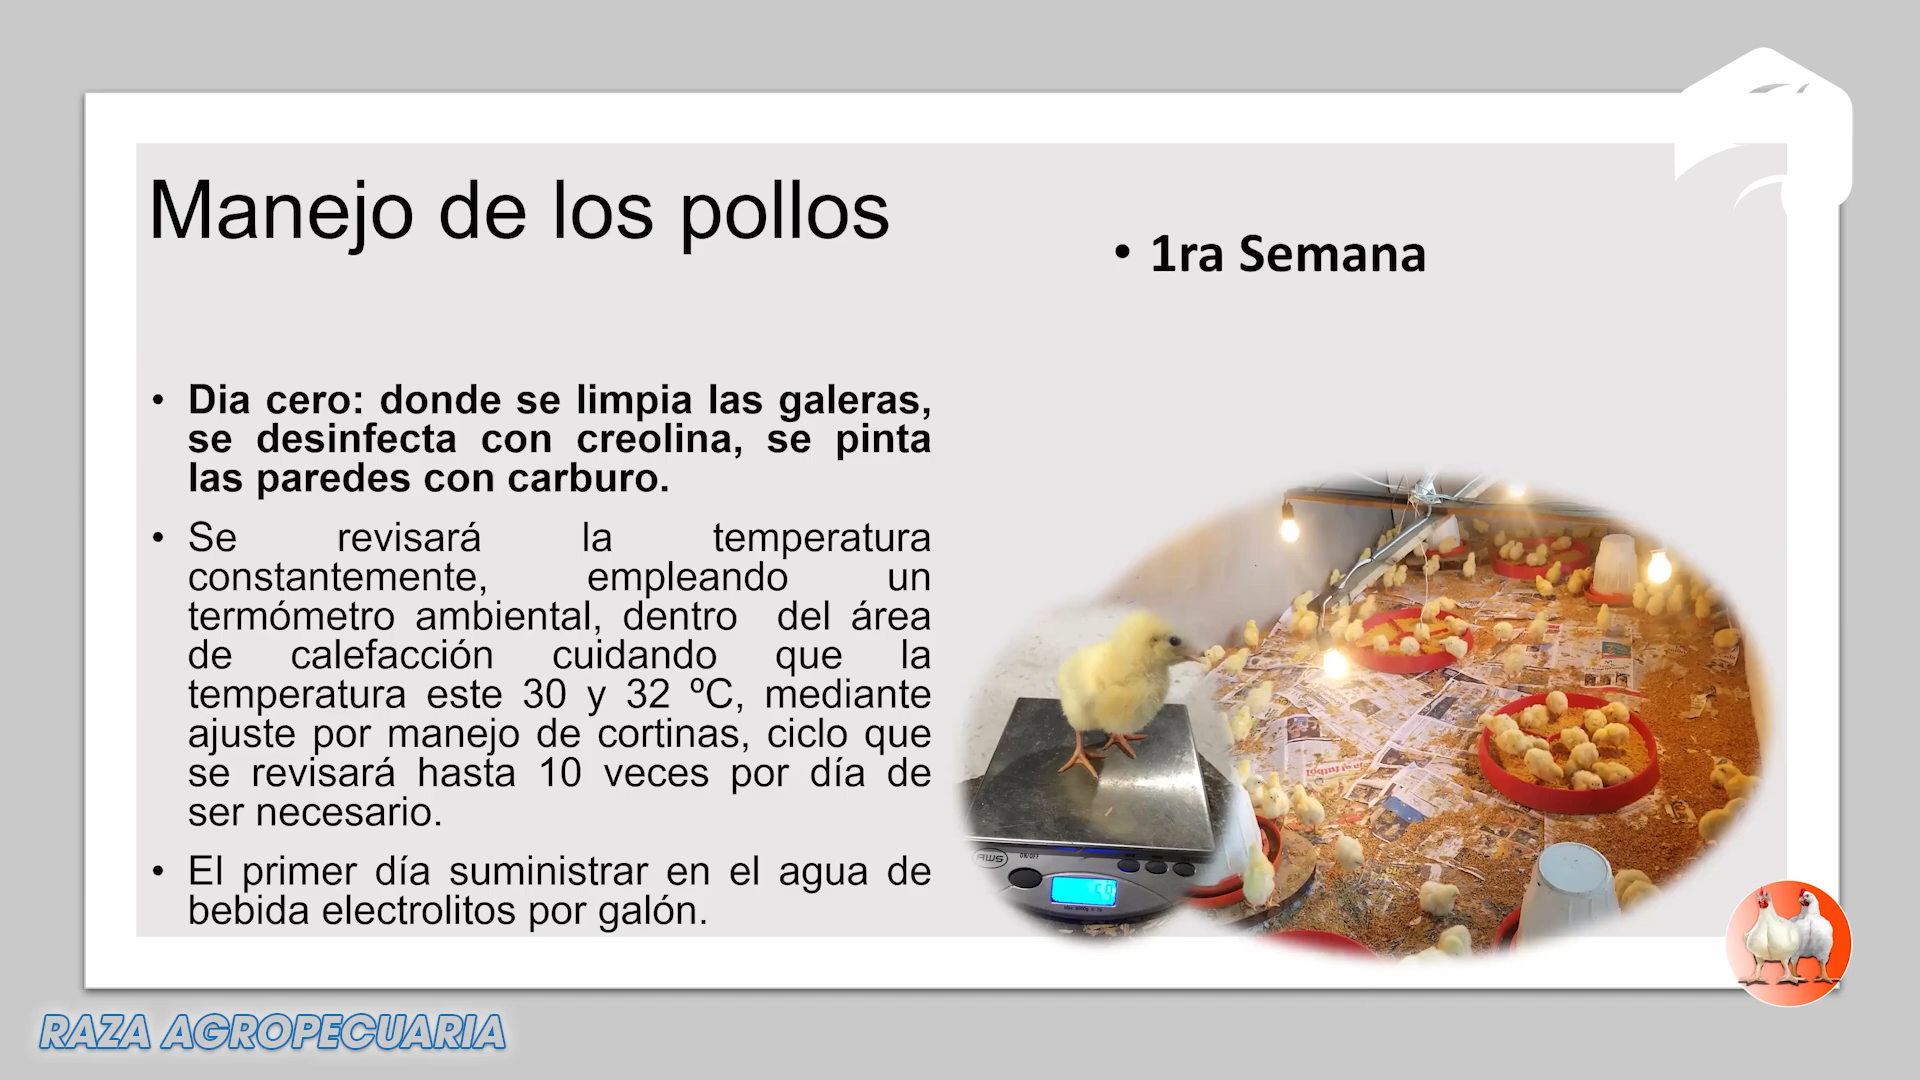 Manejo de los pollos
• 1ra Semana
• Dia cero: donde se limpia las galeras,
se desinfecta con creolina, se pinta
las paredes con carburo.
• Se revisará la temperatura
constantemente, empleando un
termómetro ambiental, dentro del área
de calefacción cuidando que la
temperatura este 30 y 32 ºC, mediante
ajuste por manejo de cortinas, ciclo que
se revisará hasta 10 veces por día de
ser necesario.
• El primer día suministrar en el agua de
bebida electrolitos por galón.
AWS
ON/OFF
RAZA AGROPECUARIA